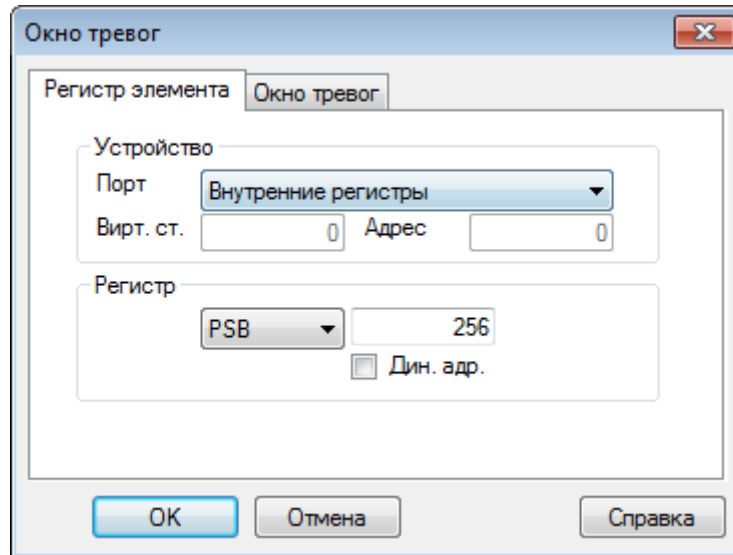 Окно тревог
Регистр элемента Окно тревог
Устройство
Порт Внутренние регистры
Вирт. ст. 0 Адрес 0
Регистр
PSB 256
Дин. адр.
OK Отмена Справка